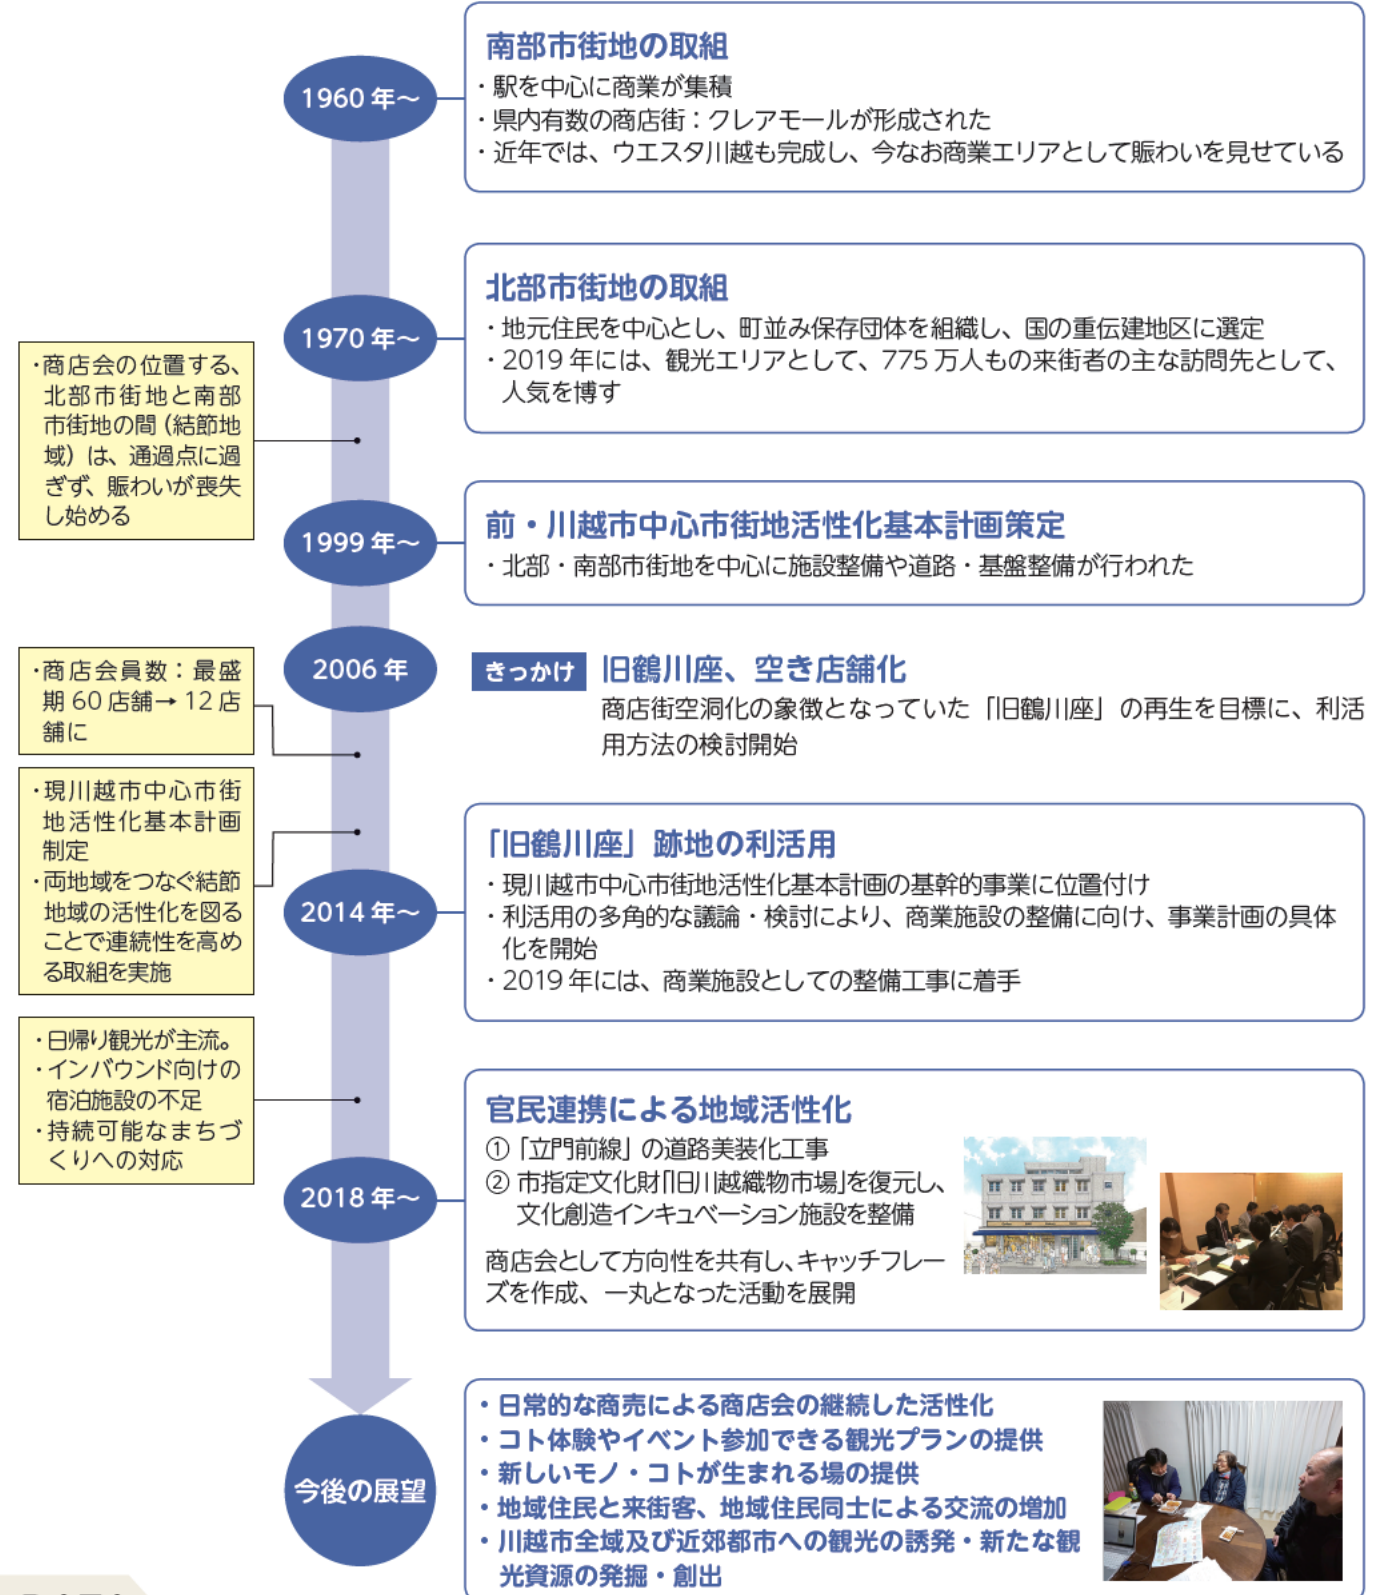 1960年～
南部市街地の取組
・駅を中心に商業が集積
・県内有数の商店街：クレアモールが形成された
・近年では、ウエスタ川越も完成し、今なお商業エリアとして賑わいを見せている
1970年～
北部市街地の取組
・地元住民を中心とし、町並み保存団体を組織し、国の重伝建地区に選定
・2019年には、観光エリアとして、775万人もの来街者の主な訪問先として、
人気を博す
・商店会の位置する、
北部市街地と南部
市街地の間（結節地
域）は、通過点に過
ぎず、賑わいが喪失
し始める
1999年～
前・川越市中心市街地活性化基本計画策定
・北部・南部市街地を中心に施設整備や道路・基盤整備が行われた
2006年
きっかけ 旧鶴川座、空き店舗化
商店街空洞化の象徴となっていた「旧鶴川座」の再生を目標に、利活
用方法の検討開始
・商店会員数：最盛
期60店舗→12店
舗に
・現川越市中心市街
地活性化基本計画
制定
・両地域をつなぐ結節
地域の活性化を図る
ことで連続性を高め
る取組を実施
2014年～
「旧鶴川座」跡地の利活用
・現川越市中心市街地活性化基本計画の基幹的事業に位置付け
・利活用の多角的な議論・検討により、商業施設の整備に向け、事業計画の具体
化を開始
・2019年には、商業施設としての整備工事に着手
・日帰り観光が主流。
・インバウンド向けの
宿泊施設の不足
・持続可能なまちづ
くりへの対応
2018年～
官民連携による地域活性化
①「立門前線」の道路美装化工事
② 市指定文化財「旧川越織物市場」を復元し、
文化創造インキュベーション施設を整備
商店会として方向性を共有し、キャッチフレー
ズを作成、一丸となった活動を展開
今後の展望
・日常的な商売による商店会の継続した活性化
・コト体験やイベント参加できる観光プランの提供
・新しいモノ・コトが生まれる場の提供
・地域住民と来街客、地域住民同士による交流の増加
・川越市全域及び近郊都市への観光の誘発・新たな観
光資源の発掘・創出